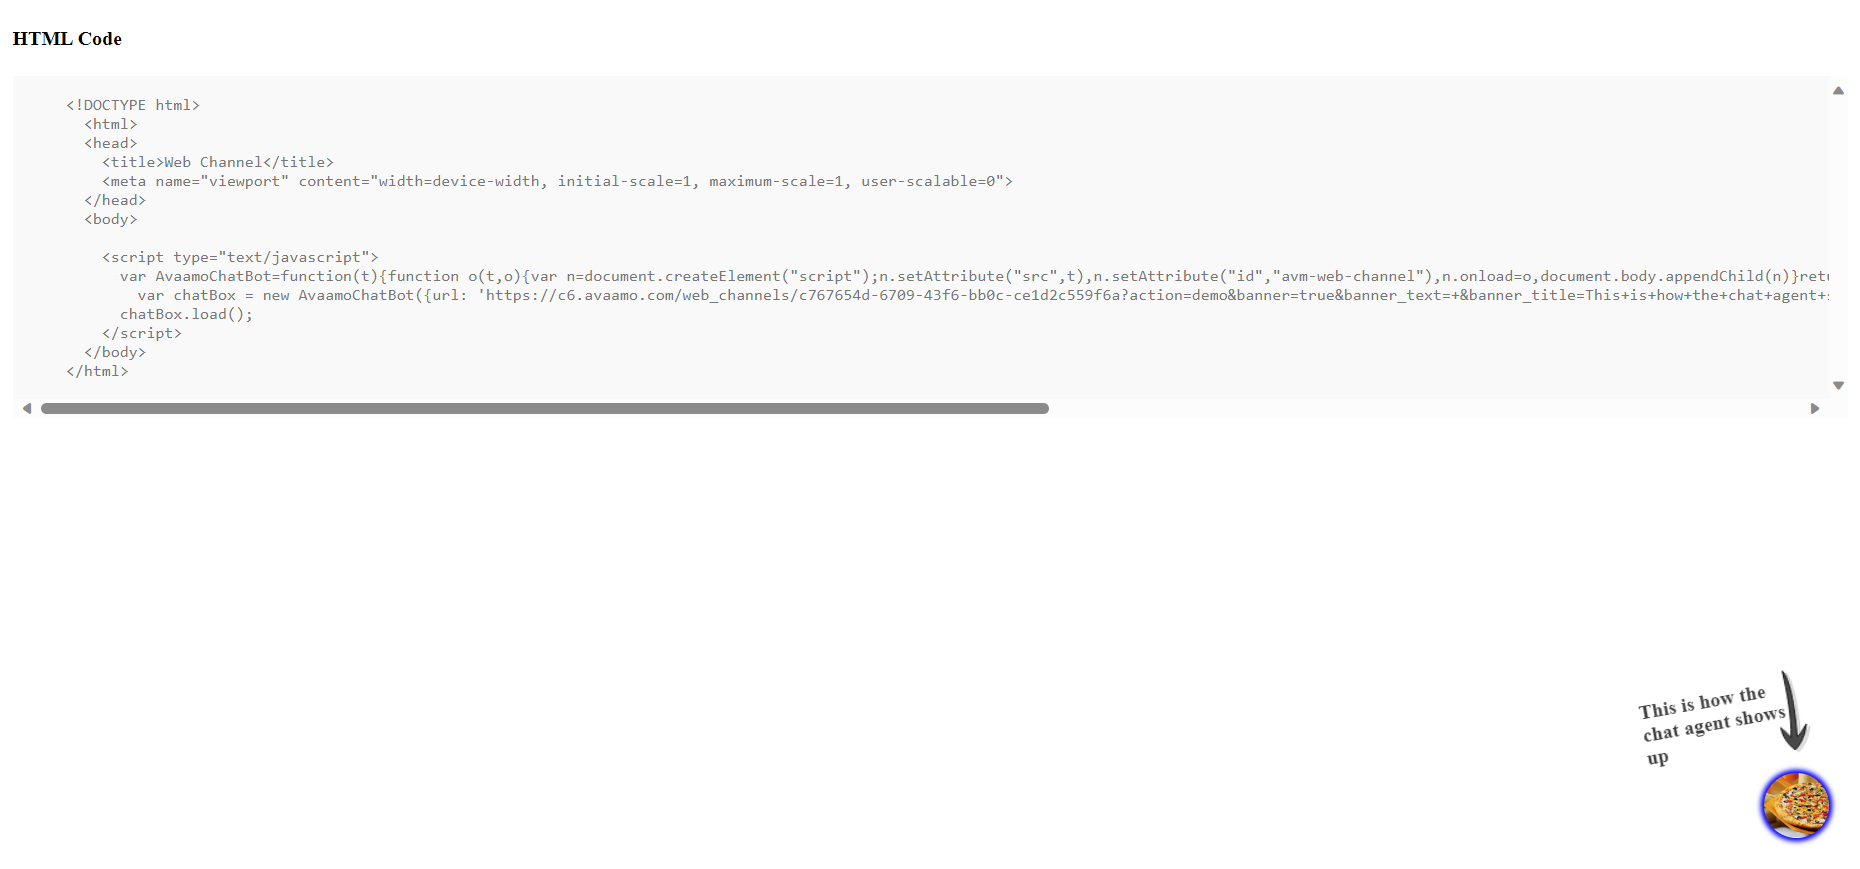 HTML Code
<!DOCTYPE html>
<html>
<head>
<title>Web Channel</title>
<meta name="viewport" content="width=device-width, initial-scale=1, maximum-scale=1, user-scalable=0">
</head>
<body>
<script type="text/javascript">
var AvaamoChatBot=function(t){function o(t,o){var n=document.createElement("script");n.setAttribute("src",t),n.setAttribute("id","avm-web-channel"),n.onload=o,document.body.appendChild(n)}retu
var chatBox = new AvaamoChatBot({url: 'https://c6.avaamo.com/web_channels/c767654d-6709-43f6-bb0c-ce1d2c559f6a?action=demo&banner=true&banner_text=+&banner_title=This+is+how+the+chat+agent+s
chatBox.load();
</script>
</body>
</html>
This is how the
chat agent shows
up